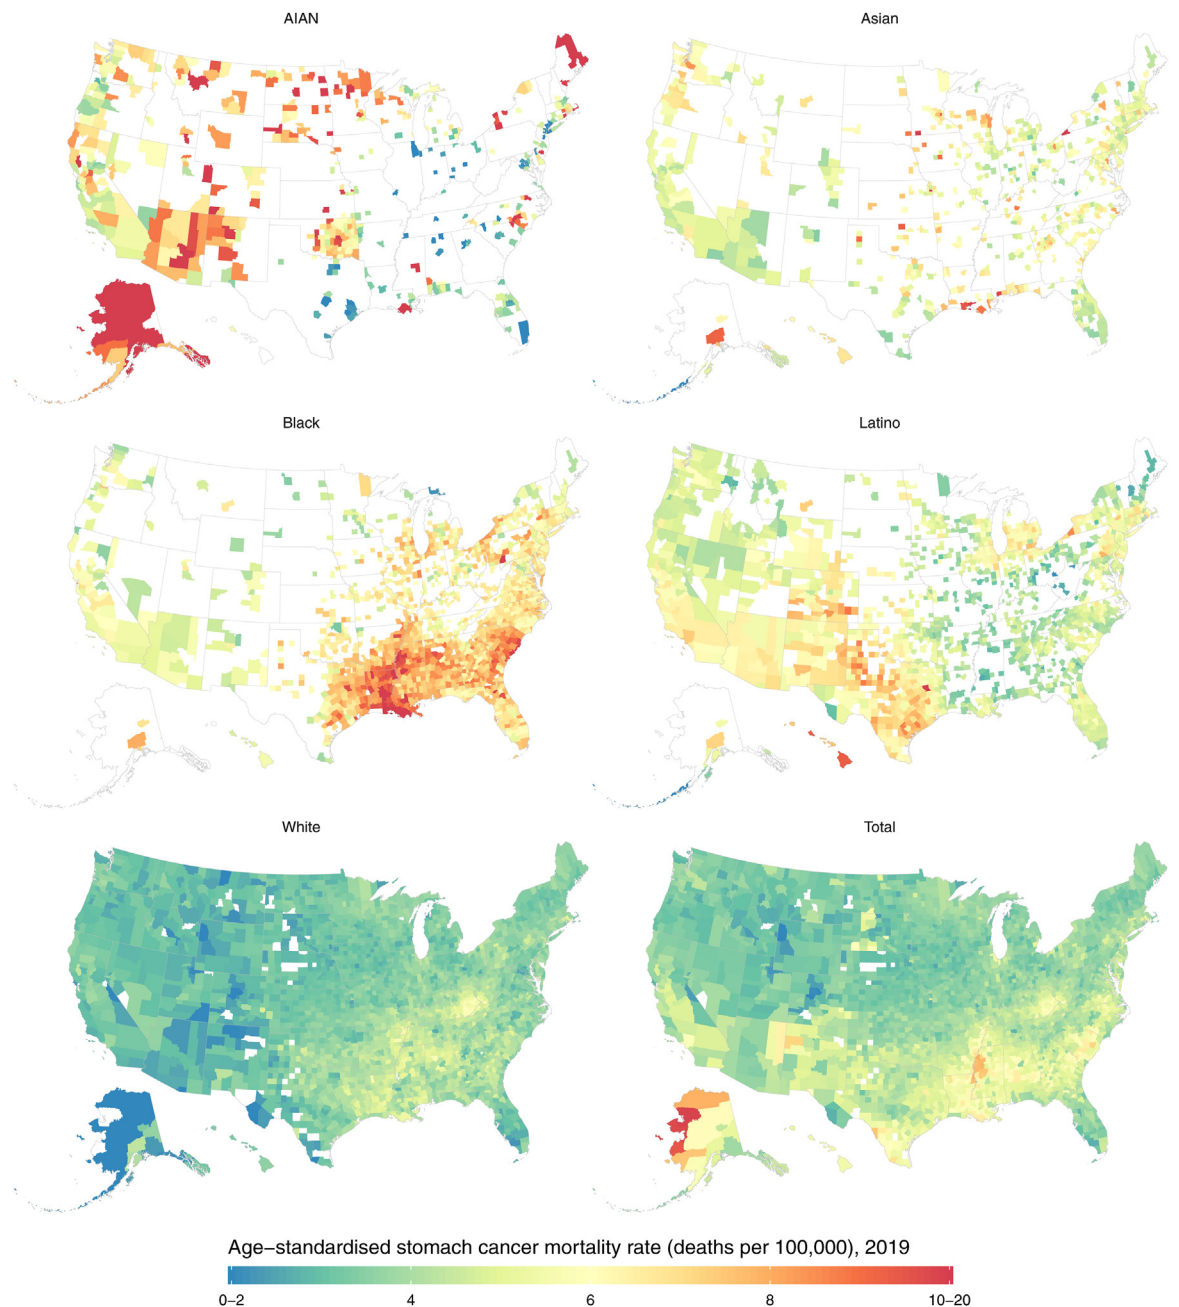 AIAN
Asian
Black
Latino
White
Total
Age−standardised stomach cancer mortality rate (deaths per 100,000), 2019
0−2 4 6 8 10−20